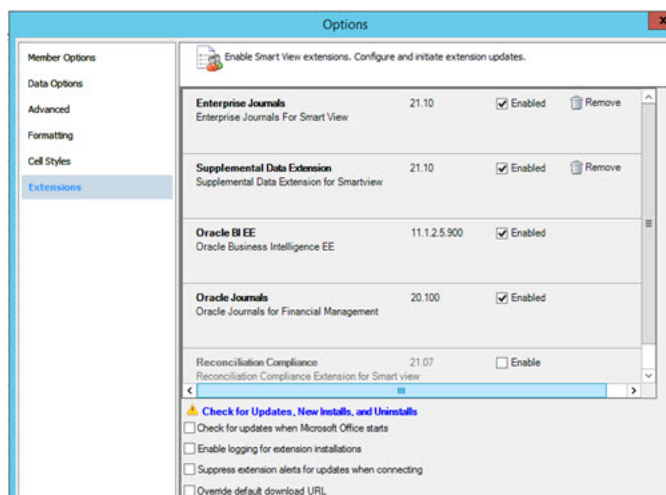 Options
x
Member Options
Data Options
Advanced
Formatting
Cell Styles
Extensions
Enable Smart View extensions. Configure and initiate extension updates.
Enterprise Journals 21.10 Enabled Remove
Enterprise Journals For Smart View
Supplemental Data Extension 21.10 Enabled Remove
Supplemental Data Extension for Smartview
Oracle BI EE 11.1.2.5.900 Enabled
Oracle Business Intelligence EE
Oracle Journals 20.100 Enabled
Oracle Journals for Financial Management
Reconciliation Compliance 21.07 Enable
Reconciliation Compliance Extension for Smart view
Check for Updates, New Installs, and Uninstalls
Check for updates when Microsoft Office starts
Enable logging for extension installations
Suppress extension alerts for updates when connecting
Override default download URL